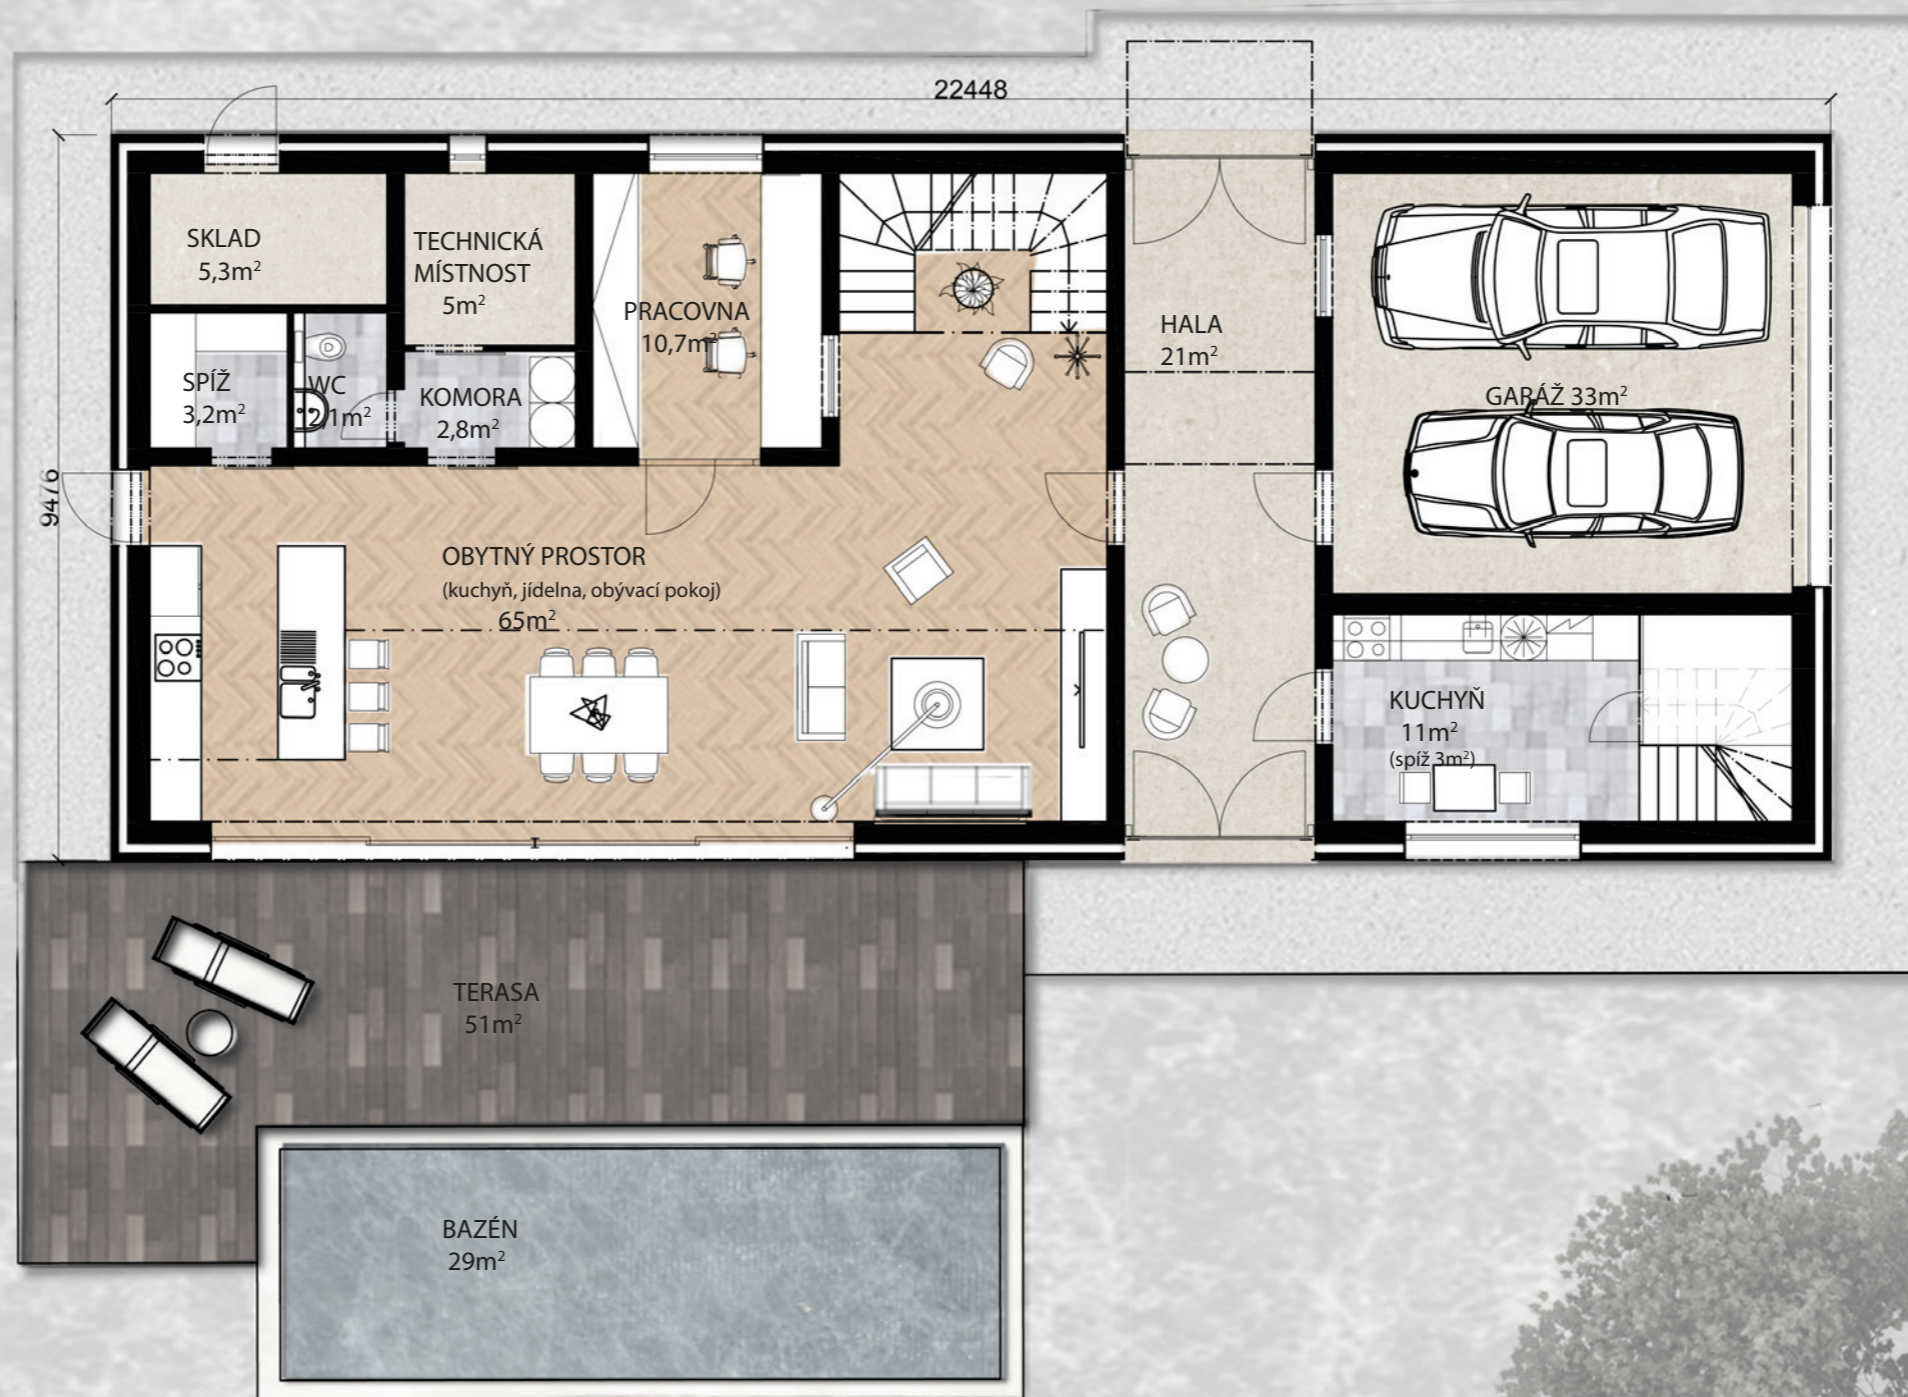 22448
9476
SKLAD
5,3m²
TECHNICKÁ
MÍSTNOST
5m²
PRACOVNA
10,7m²
HALA
21m²
SPÍŽ
3,2m²
WC
2,1m²
KOMORA
2,8m²
GARÁŽ 33m²
OBYTNÝ PROSTOR
(kuchyň, jídelna, obývací pokoj)
65m²
KUCHYŇ
11m²
(spíž 3m²)
TERASA
51m²
BAZÉN
29m²